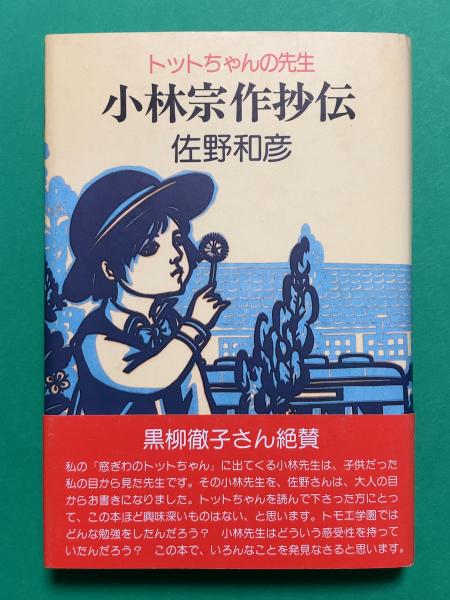 トットちゃんの先生
小林宗作抄伝
佐野和彦
黒柳徹子さん絶賛
私の「窓ぎわのトットちゃん」に出てくる小林先生は、子供だった
私の目から見た先生です。その小林先生を、佐野さんは、大人の目
からお書きになりました。トットちゃんを読んで下さった方にとっ
て、この本ほど興味深いものはない、と思います。トモエ学園では
どんな勉強をしたんだろう？　小林先生はどういう感受性を持って
いたんだろう？　この本で、いろんなことを発見なさると思います。